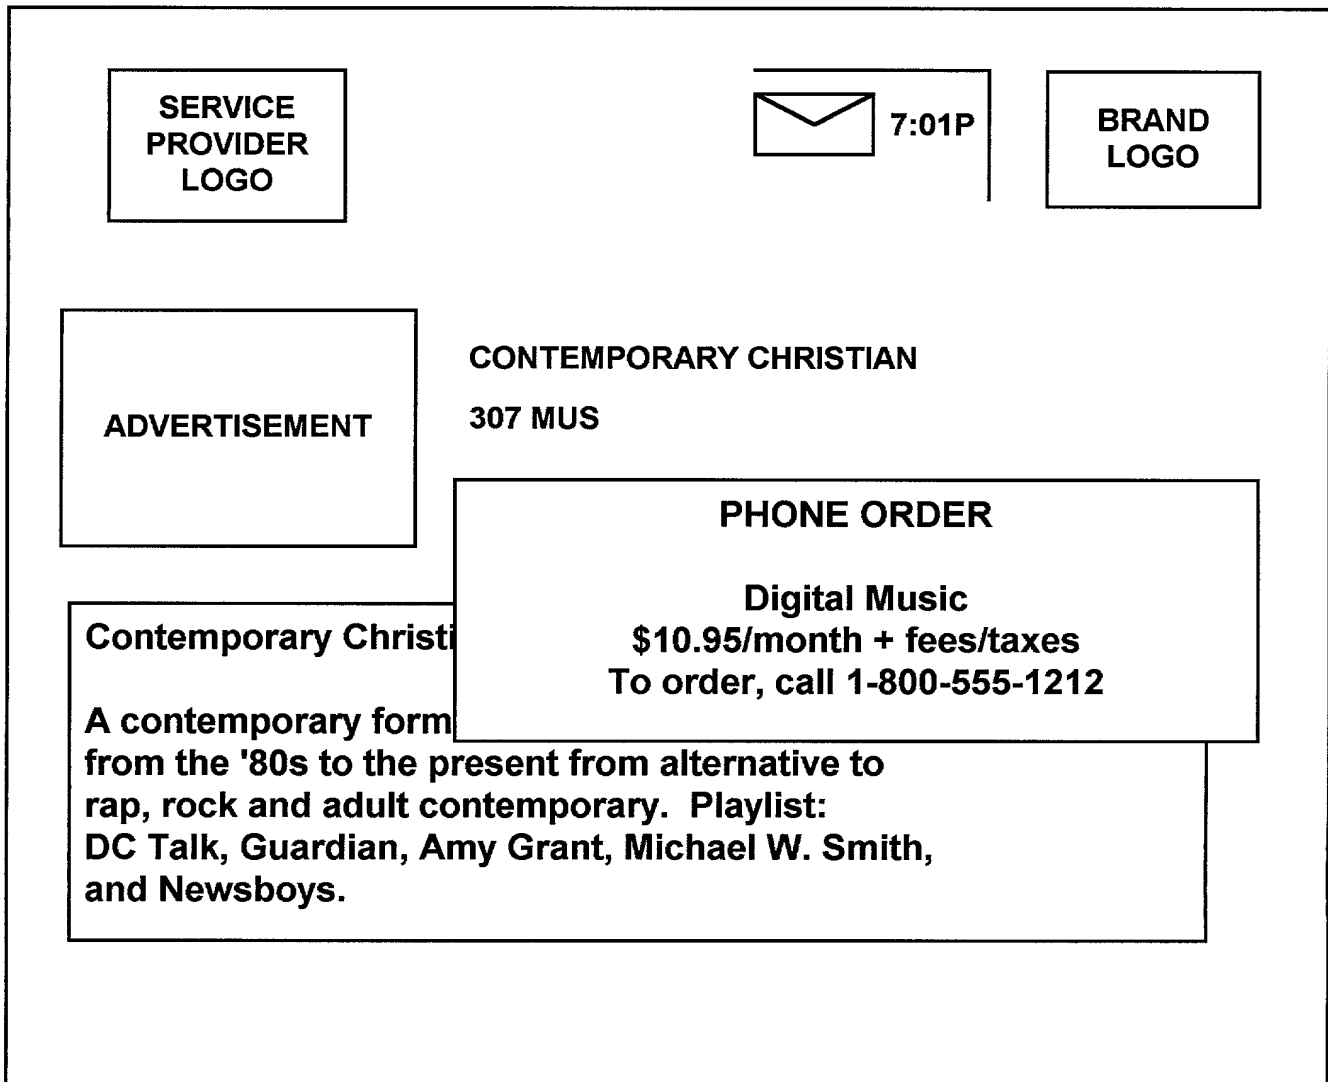 SERVICE
PROVIDER
LOGO
7:01P
BRAND
LOGO
ADVERTISEMENT
CONTEMPORARY CHRISTIAN
307 MUS
PHONE ORDER
Digital Music
$10.95/month + fees/taxes
To order, call 1-800-555-1212
Contemporary Christi
A contemporary form
from the '80s to the present from alternative to
rap, rock and adult contemporary. Playlist:
DC Talk, Guardian, Amy Grant, Michael W. Smith,
and Newsboys.